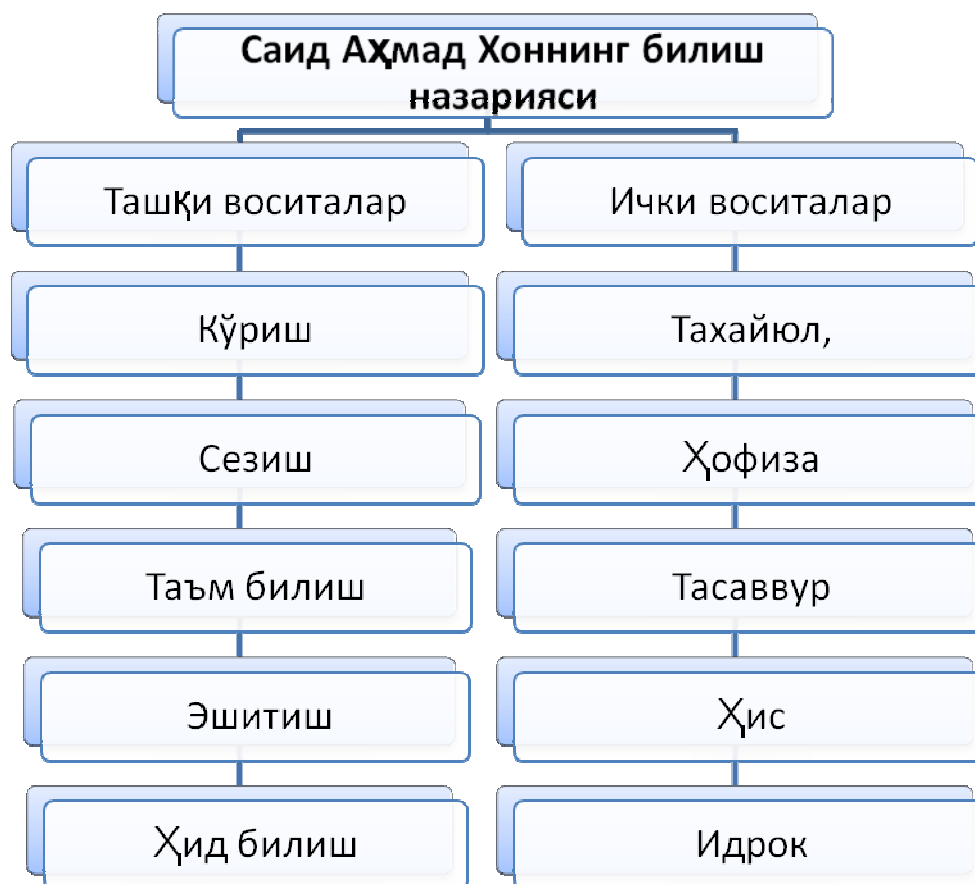 Саид Аҳмад Хоннинг билиш
назарияси
Ташқи воситалар
Ички воситалар
Кўриш
Тахайюл,
Сезиш
Ҳофиза
Таъм билиш
Тасаввур
Эшитиш
Ҳис
Ҳид билиш
Идрок